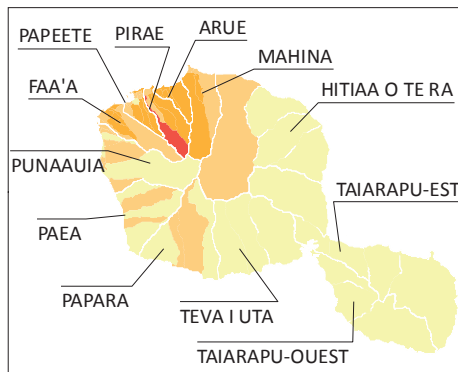 ARUE
PIRAE
PAPEETE
MAHINA
FAA'A
HITIAA O TE RA
PUNAAUIA
TAIARAPU-EST
PAEA
PAPARA
TEVA I UTA
TAIARAPU-OUEST